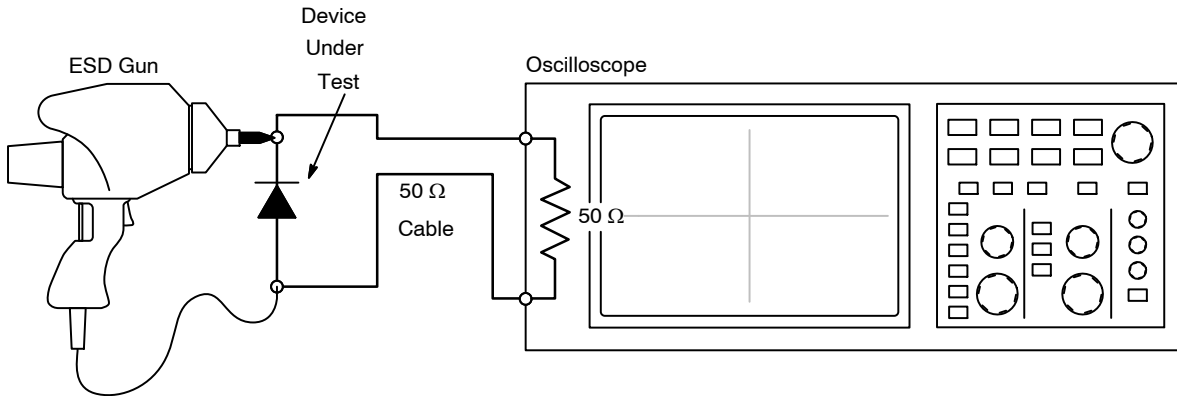 Device
Under
Test
ESD Gun
Oscilloscope
50 Ω
Cable
50 Ω